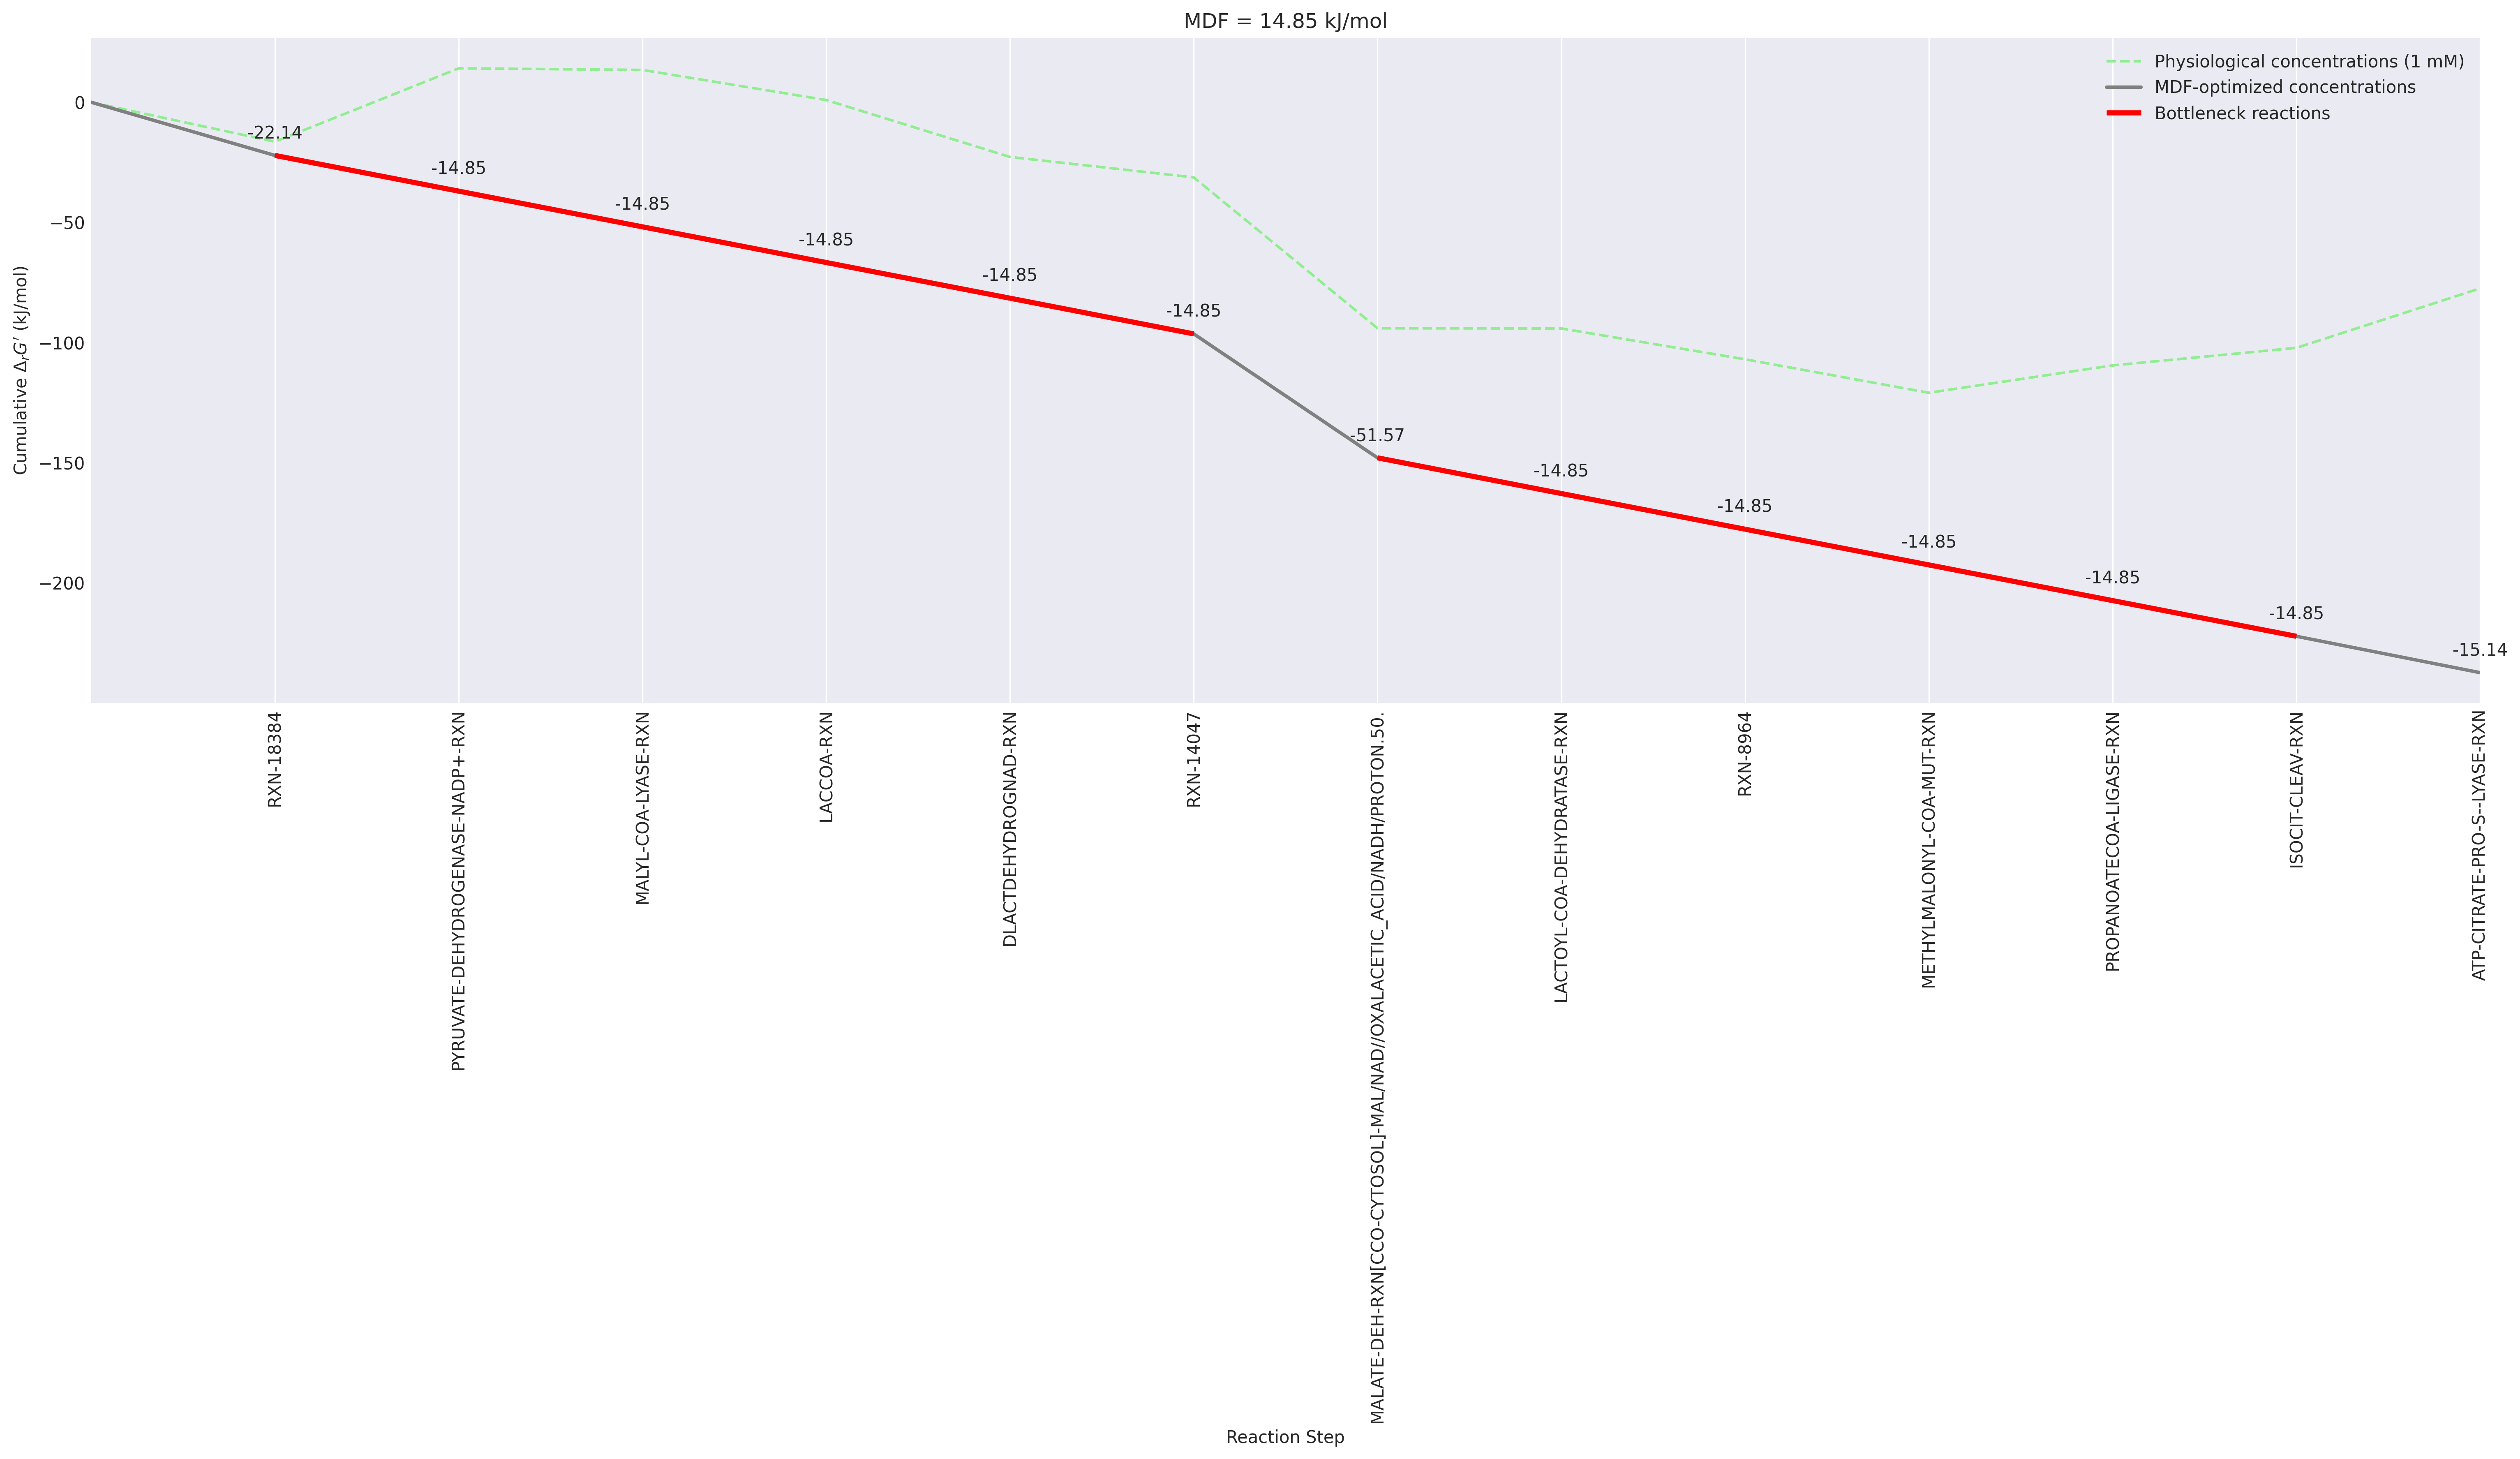 MDF = 14.85 kJ/mol
Physiological concentrations (1 mM)
MDF-optimized concentrations
Bottleneck reactions
Cumulative ΔrG′ (kJ/mol)
0
−50
−100
−150
−200
-22.14
-14.85
-14.85
-14.85
-14.85
-14.85
-51.57
-14.85
-14.85
-14.85
-14.85
-14.85
-15.14
RXN-18384
PYRUVATE-DEHYDROGENASE-NADP+-RXN
MALYL-COA-LYASE-RXN
LACCOA-RXN
DLACTDEHYDROGNAD-RXN
RXN-14047
MALATE-DEH-RXN[CCO-CYTOSOL]-MAL/NAD//OXALACETIC_ACID/NADH/PROTON.50.
LACTOYL-COA-DEHYDRATASE-RXN
RXN-8964
METHYLMALONYL-COA-MUT-RXN
PROPANOATECOA-LIGASE-RXN
ISOCIT-CLEAV-RXN
ATP-CITRATE-PRO-S--LYASE-RXN
Reaction Step